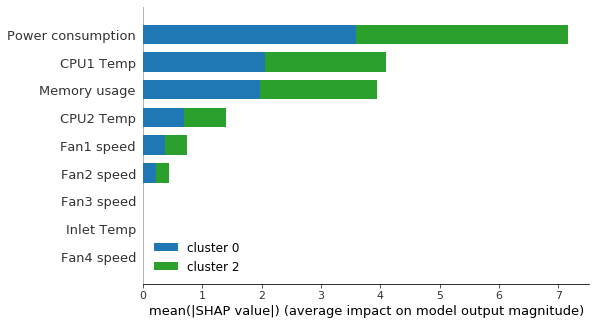 Power consumption
CPU1 Temp
Memory usage
CPU2 Temp
Fan1 speed
Fan2 speed
Fan3 speed
Inlet Temp
Fan4 speed
cluster 0
cluster 2
0 1 2 3 4 5 6 7
mean(|SHAP value|) (average impact on model output magnitude)